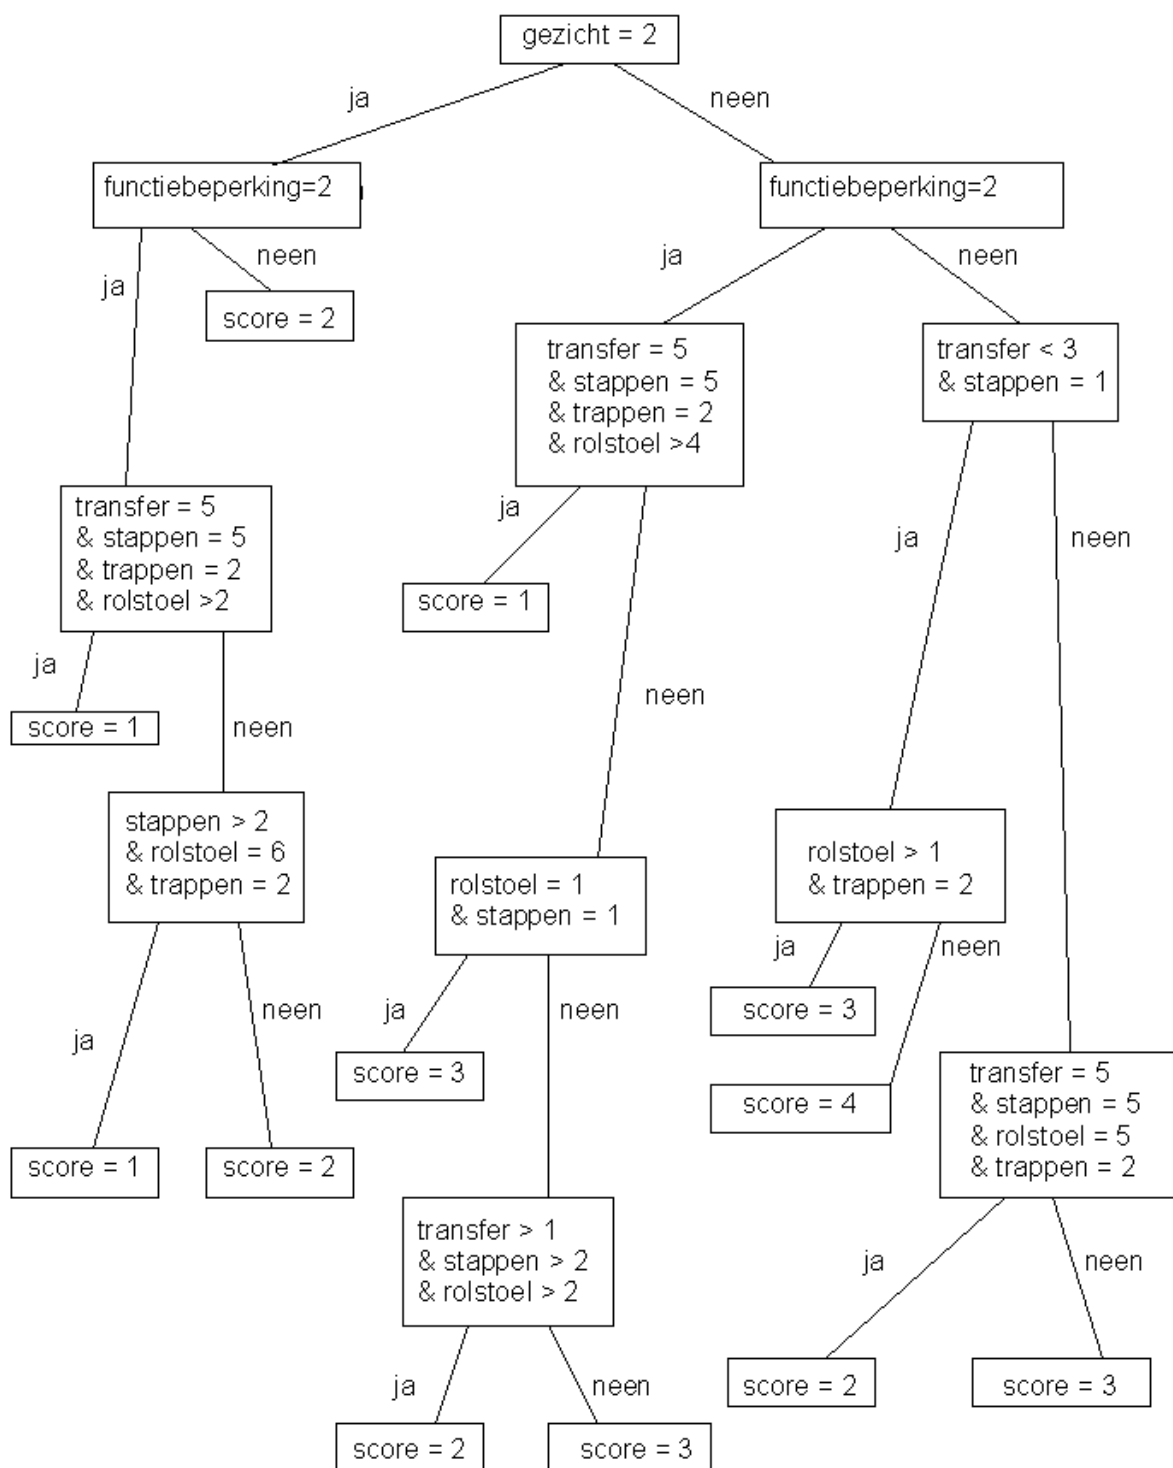 gezicht = 2
ja
neen
functiebeperking=2
functiebeperking=2
neen
ja
neen
ja
score = 2
transfer = 5
& stappen = 5
& trappen = 2
& rolstoel >4
transfer < 3
& stappen = 1
transfer = 5
& stappen = 5
& trappen = 2
& rolstoel >2
ja
score = 1
ja
neen
ja
neen
score = 1
neen
stappen > 2
& rolstoel = 6
& trappen = 2
rolstoel > 1
& trappen = 2
rolstoel = 1
& stappen = 1
ja
neen
ja
neen
ja
neen
score = 3
score = 3
score = 4
transfer = 5
& stappen = 5
& rolstoel = 5
& trappen = 2
score = 1
score = 2
transfer > 1
& stappen > 2
& rolstoel > 2
ja
neen
ja
neen
score = 2
score = 3
score = 2
score = 3